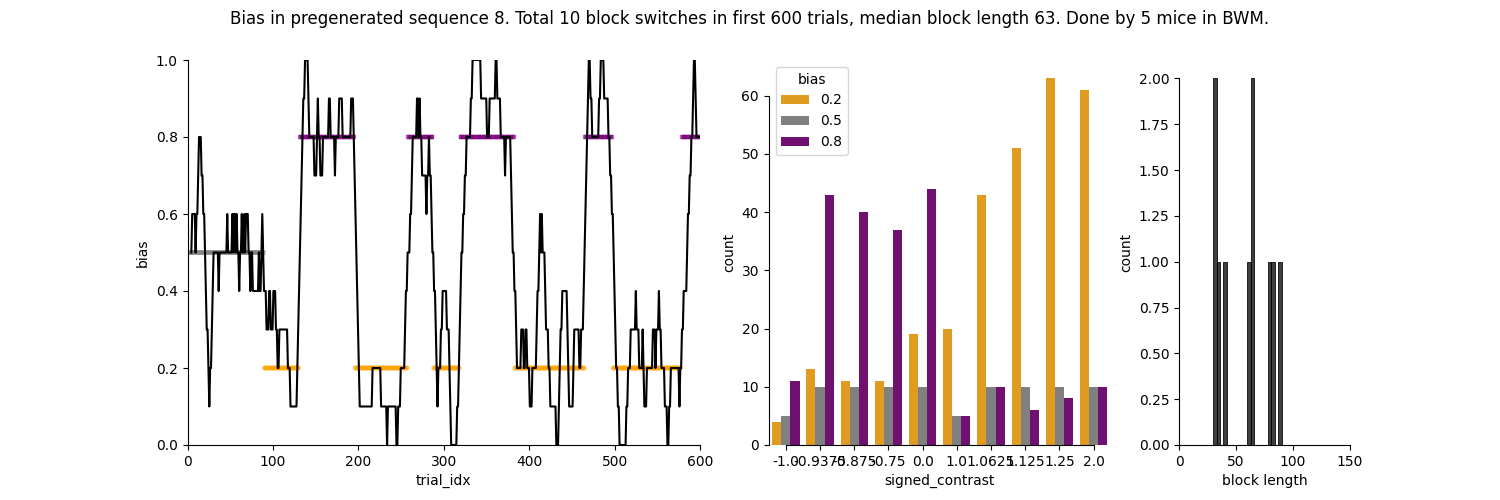 Bias in pregenerated sequence 8. Total 10 block switches in first 600 trials, median block length 63. Done by 5 mice in BWM.
bias
1.0
0.8
0.6
0.4
0.2
0.0
0 100 200 300 400 500 600
trial_idx
count
60
50
40
30
20
10
0
bias
0.2
0.5
0.8
-1.0 -0.9375 -0.875 -0.75 0.0 1.0 1.0625 1.125 1.25 2.0
signed_contrast
count
2.00
1.75
1.50
1.25
1.00
0.75
0.50
0.25
0.00
0 50 100 150
block length